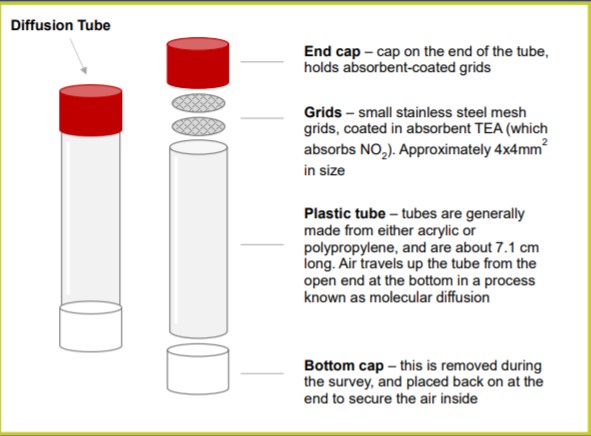 Diffusion Tube
End cap – cap on the end of the tube,
holds absorbent-coated grids
Grids – small stainless steel mesh
grids, coated in absorbent TEA (which
absorbs NO₂). Approximately 4x4mm²
in size
Plastic tube – tubes are generally
made from either acrylic or
polypropylene, and are about 7.1 cm
long. Air travels up the tube from the
open end at the bottom in a process
known as molecular diffusion
Bottom cap – this is removed during
the survey, and placed back on at the
end to secure the air inside